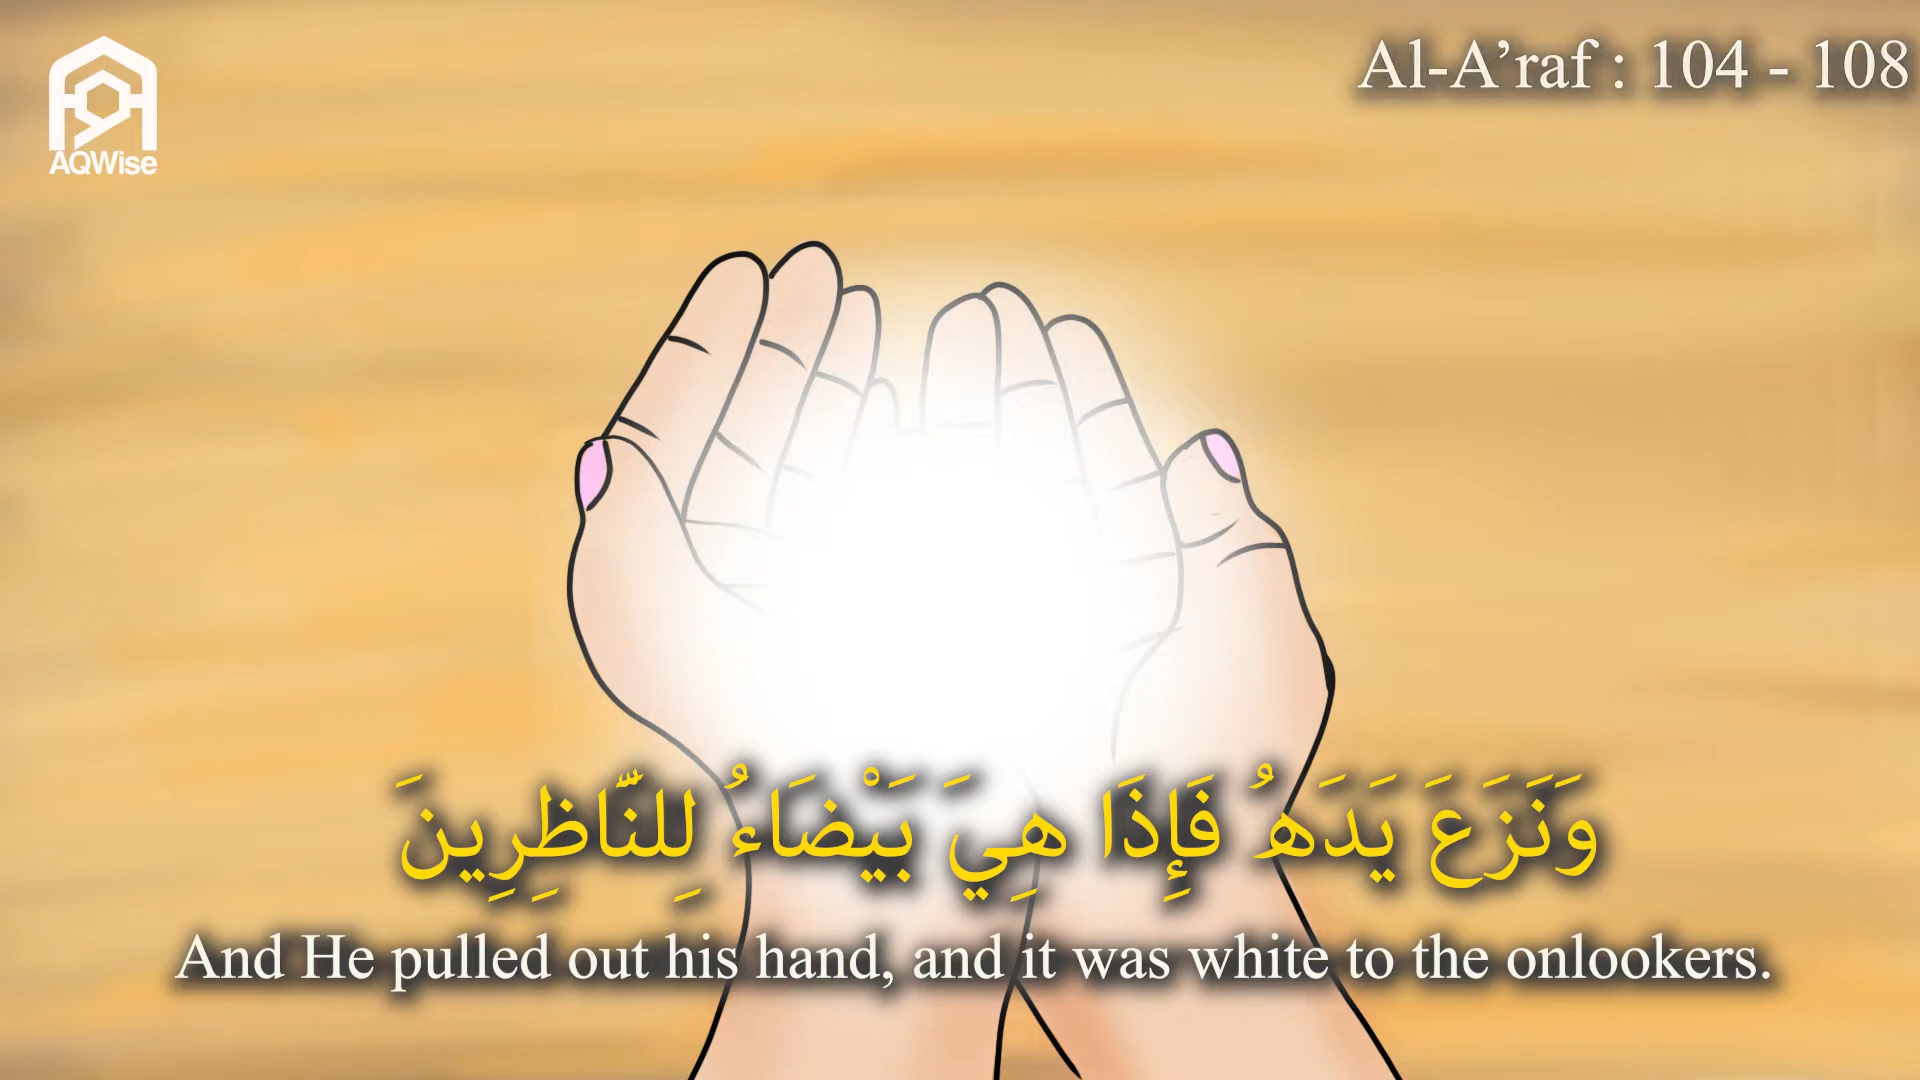 AQWise
Al-A’raf : 104 - 108
وَنَزَعَ يَدَهُ فَإِذَا هِيَ بَيْضَاءُ لِلنَّاظِرِينَ
And He pulled out his hand, and it was white to the onlookers.